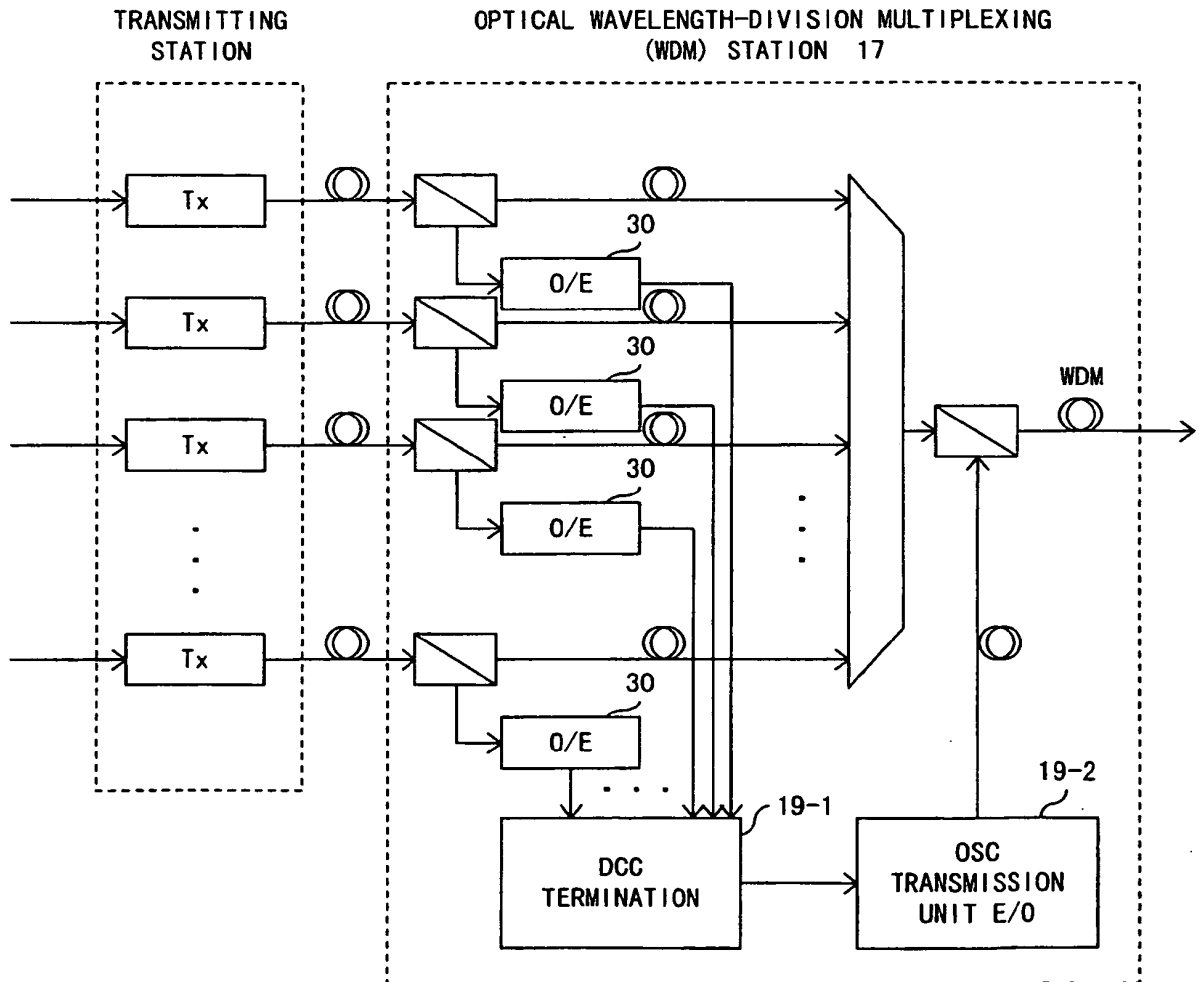 TRANSMITTING
STATION
OPTICAL WAVELENGTH-DIVISION MULTIPLEXING
(WDM) STATION 17
Tx
30
O/E
Tx
30
O/E
WDM
Tx
30
O/E
Tx
30
O/E
19-1
19-2
DCC
TERMINATION
OSC
TRANSMISSION
UNIT E/O